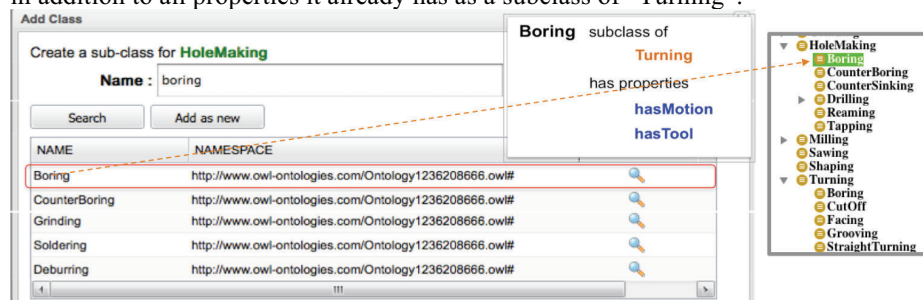 in addition to all properties it already has as a subclass of "Turning".
Add Class
Create a sub-class for HoleMaking
Name : boring
Search Add as new
NAME NAMESPACE
Boring http://www.owl-ontologies.com/Ontology1236208666.owl#
CounterBoring http://www.owl-ontologies.com/Ontology1236208666.owl#
Grinding http://www.owl-ontologies.com/Ontology1236208666.owl#
Soldering http://www.owl-ontologies.com/Ontology1236208666.owl#
Deburring http://www.owl-ontologies.com/Ontology1236208666.owl#
Boring subclass of
Turning
has properties
hasMotion
hasTool
HoleMaking
Boring
CounterBoring
CounterSinking
Drilling
Reaming
Tapping
Milling
Sawing
Shaping
Turning
Boring
CutOff
Facing
Grooving
StraightTurning